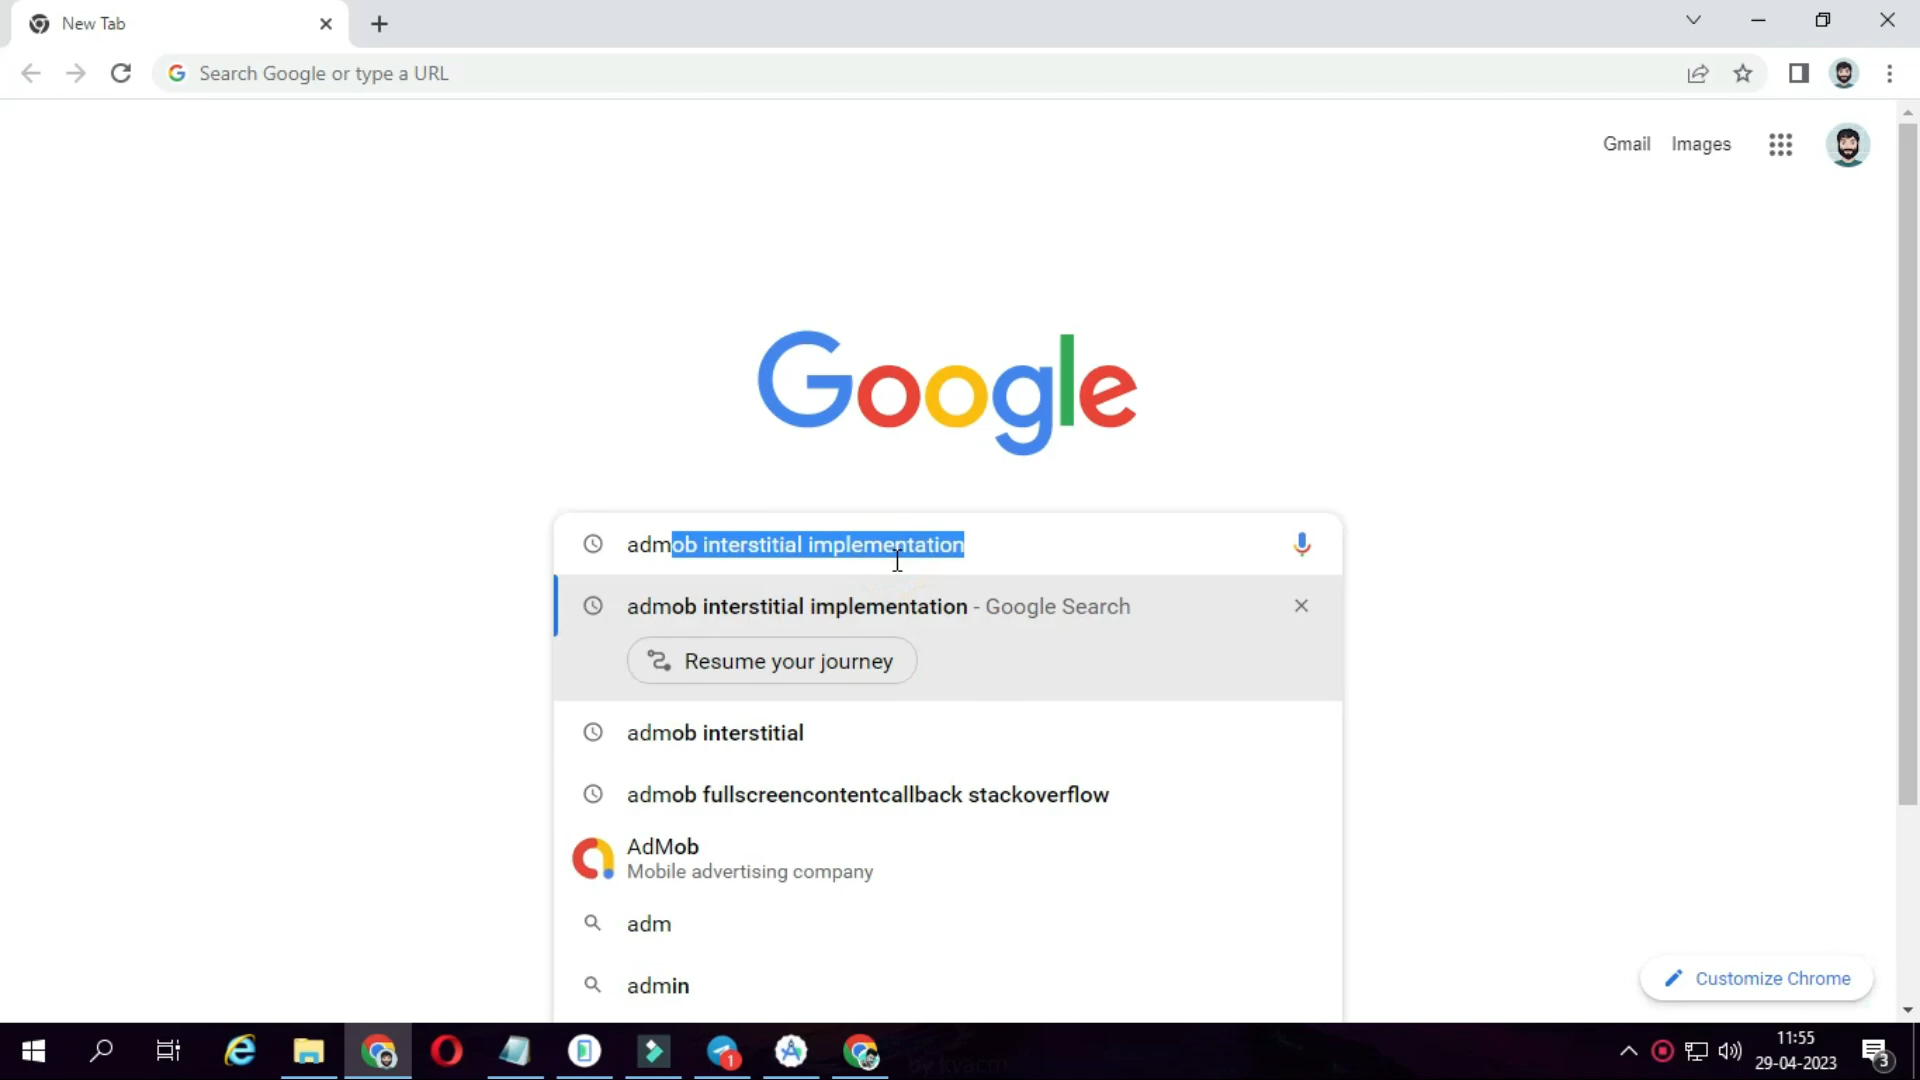 New Tab
Search Google or type a URL
Gmail Images
Google
admob interstitial implementation
admob interstitial implementation - Google Search
Resume your journey
admob interstitial
admob fullscreencontentcallback stackoverflow
AdMob
Mobile advertising company
adm
admin
Customize Chrome
1
11:55
29-04-2023
3